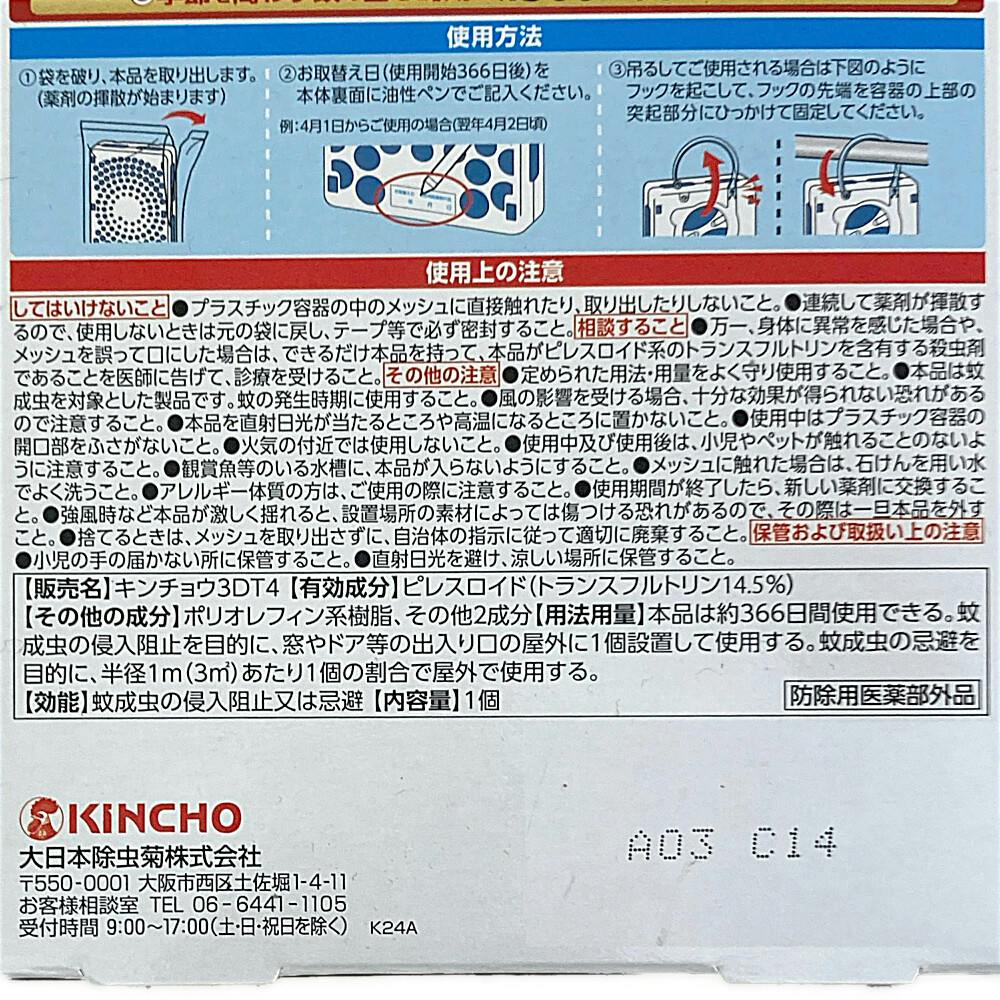 使用方法
①袋を破り、本品を取り出します。
(薬剤の揮散が始まります)
②お取替え日(使用開始366日後)を
本体裏面に油性ペンでご記入ください。
例:4月1日からご使用の場合(翌年4月2日頃)
③吊るしてご使用される場合は下図のように
フックを起こして、フックの先端を容器の上部の
突起部分にひっかけて固定してください。
使用上の注意
してはいけないこと ●プラスチック容器の中のメッシュに直接触れたり、取り出したりしないこと。●連続して薬剤が揮散す
るので、使用しないときは元の袋に戻し、テープ等で必ず密封すること。 相談すること ●万一、身体に異常を感じた場合や、
メッシュを誤って口にした場合は、できるだけ本品を持って、本品がピレスロイド系のトランスフルトリンを含有する殺虫剤
であることを医師に告げて、診療を受けること。 その他の注意 ●定められた用法・用量をよく守り使用すること。●本品は蚊
成虫を対象とした製品です。蚊の発生時期に使用すること。●風の影響を受ける場合、十分な効果が得られない恐れがある
ので注意すること。●本品を直射日光が当たるところや高温になるところに置かないこと。●使用中はプラスチック容器の
開口部をふさがないこと。●火気の付近では使用しないこと。●使用中及び使用後は、小児やペットが触れることのないよ
うに注意すること。●観賞魚等のいる水槽に、本品が入らないようにすること。●メッシュに触れた場合は、石けんを用い水
でよく洗うこと。●アレルギー体質の方は、ご使用の際に注意すること。●使用期間が終了したら、新しい薬剤に交換するこ
と。●強風時など本品が激しく揺れると、設置場所の素材によっては傷つける恐れがあるので、その際は一旦本品を外す
こと。●捨てるときは、メッシュを取り出さずに、自治体の指示に従って適切に廃棄すること。 保管および取扱い上の注意
●小児の手の届かない所に保管すること。●直射日光を避け、涼しい場所に保管すること。
【販売名】キンチョウ3DT4【有効成分】ピレスロイド(トランスフルトリン14.5%)
【その他の成分】ポリオレフィン系樹脂、その他2成分【用法用量】本品は約366日間使用できる。蚊
成虫の侵入阻止を目的に、窓やドア等の出入り口の屋外に1個設置して使用する。蚊成虫の忌避を
目的に、半径1m(3㎡)あたり1個の割合で屋外で使用する。
【効能】蚊成虫の侵入阻止又は忌避【内容量】1個
防除用医薬部外品
KINCHO
大日本除虫菊株式会社
〒550-0001 大阪市西区土佐堀1-4-11
お客様相談室 TEL 06-6441-1105
受付時間 9:00~17:00(土・日・祝日を除く) K24A
A03 C14